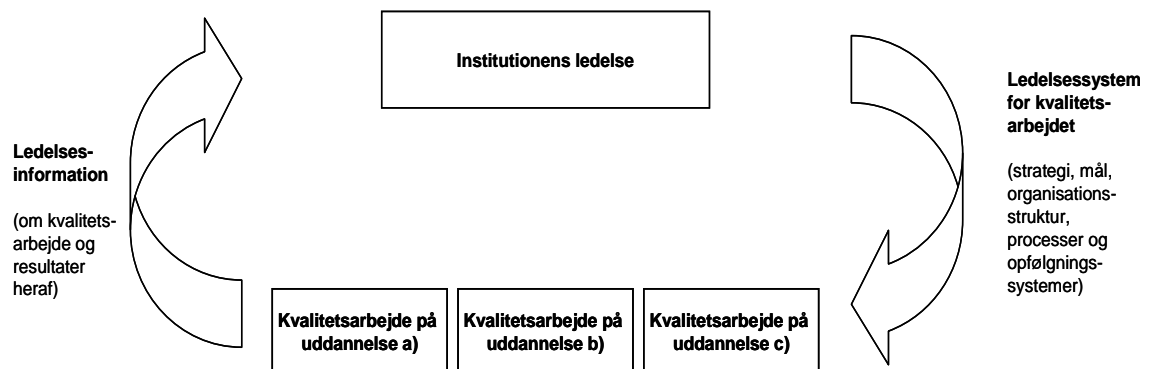 Institutionens ledelse
Ledelses-
information
(om kvalitets-
arbejde og
resultater
heraf)
Ledelsessystem
for kvalitets-
arbejdet
(strategi, mål,
organisations-
struktur,
processer og
opfølgnings-
systemer)
Kvalitetsarbejde på
uddannelse a)
Kvalitetsarbejde på
uddannelse b)
Kvalitetsarbejde på
uddannelse c)